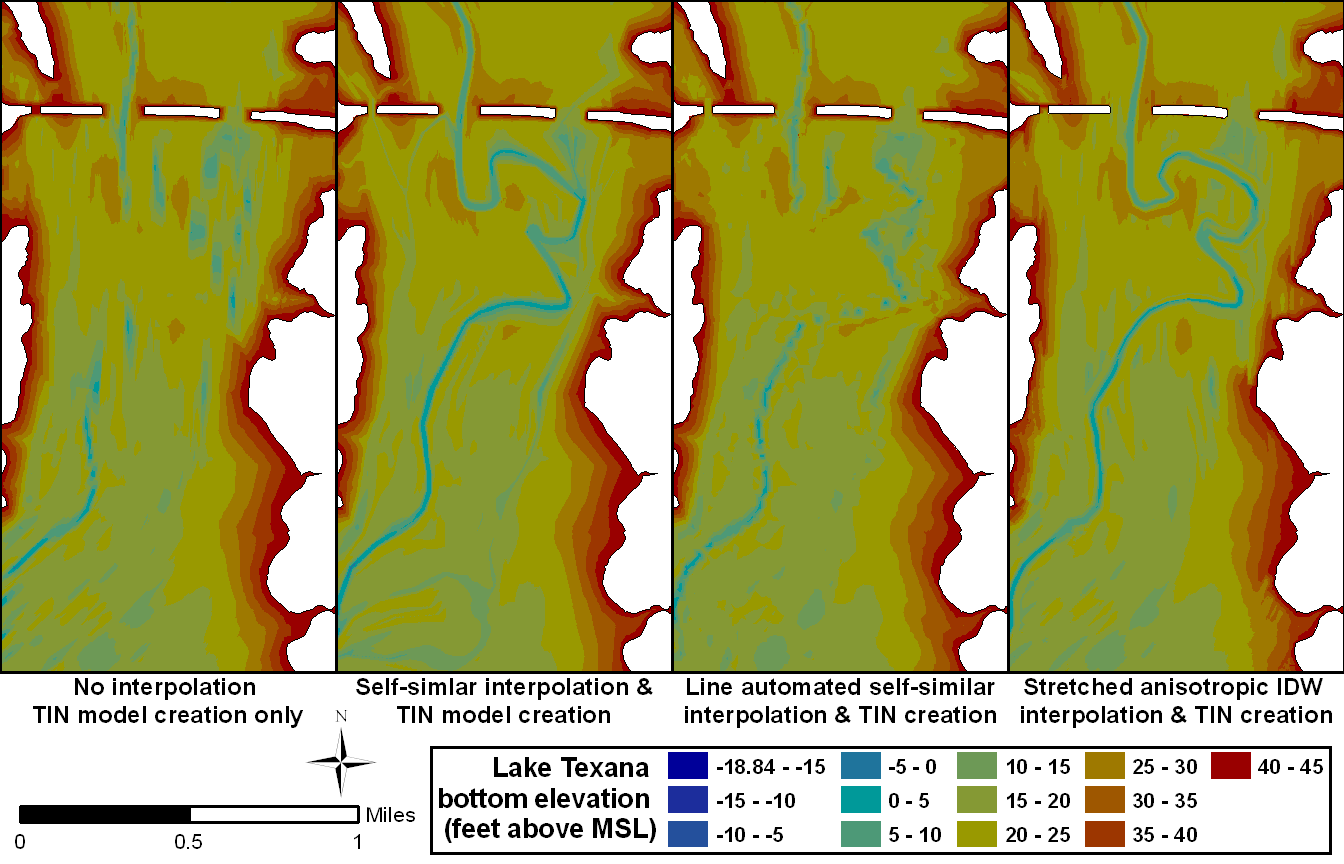 No interpolation
TIN model creation only
Self-simlar interpolation &
TIN model creation
Line automated self-similar
interpolation & TIN creation
Stretched anisotropic IDW
interpolation & TIN creation
N
Miles
0 0.5 1
Lake Texana
bottom elevation
(feet above MSL)
-18.84 - -15
-15 - -10
-10 - -5
-5 - 0
0 - 5
5 - 10
10 - 15
15 - 20
20 - 25
25 - 30
30 - 35
35 - 40
40 - 45